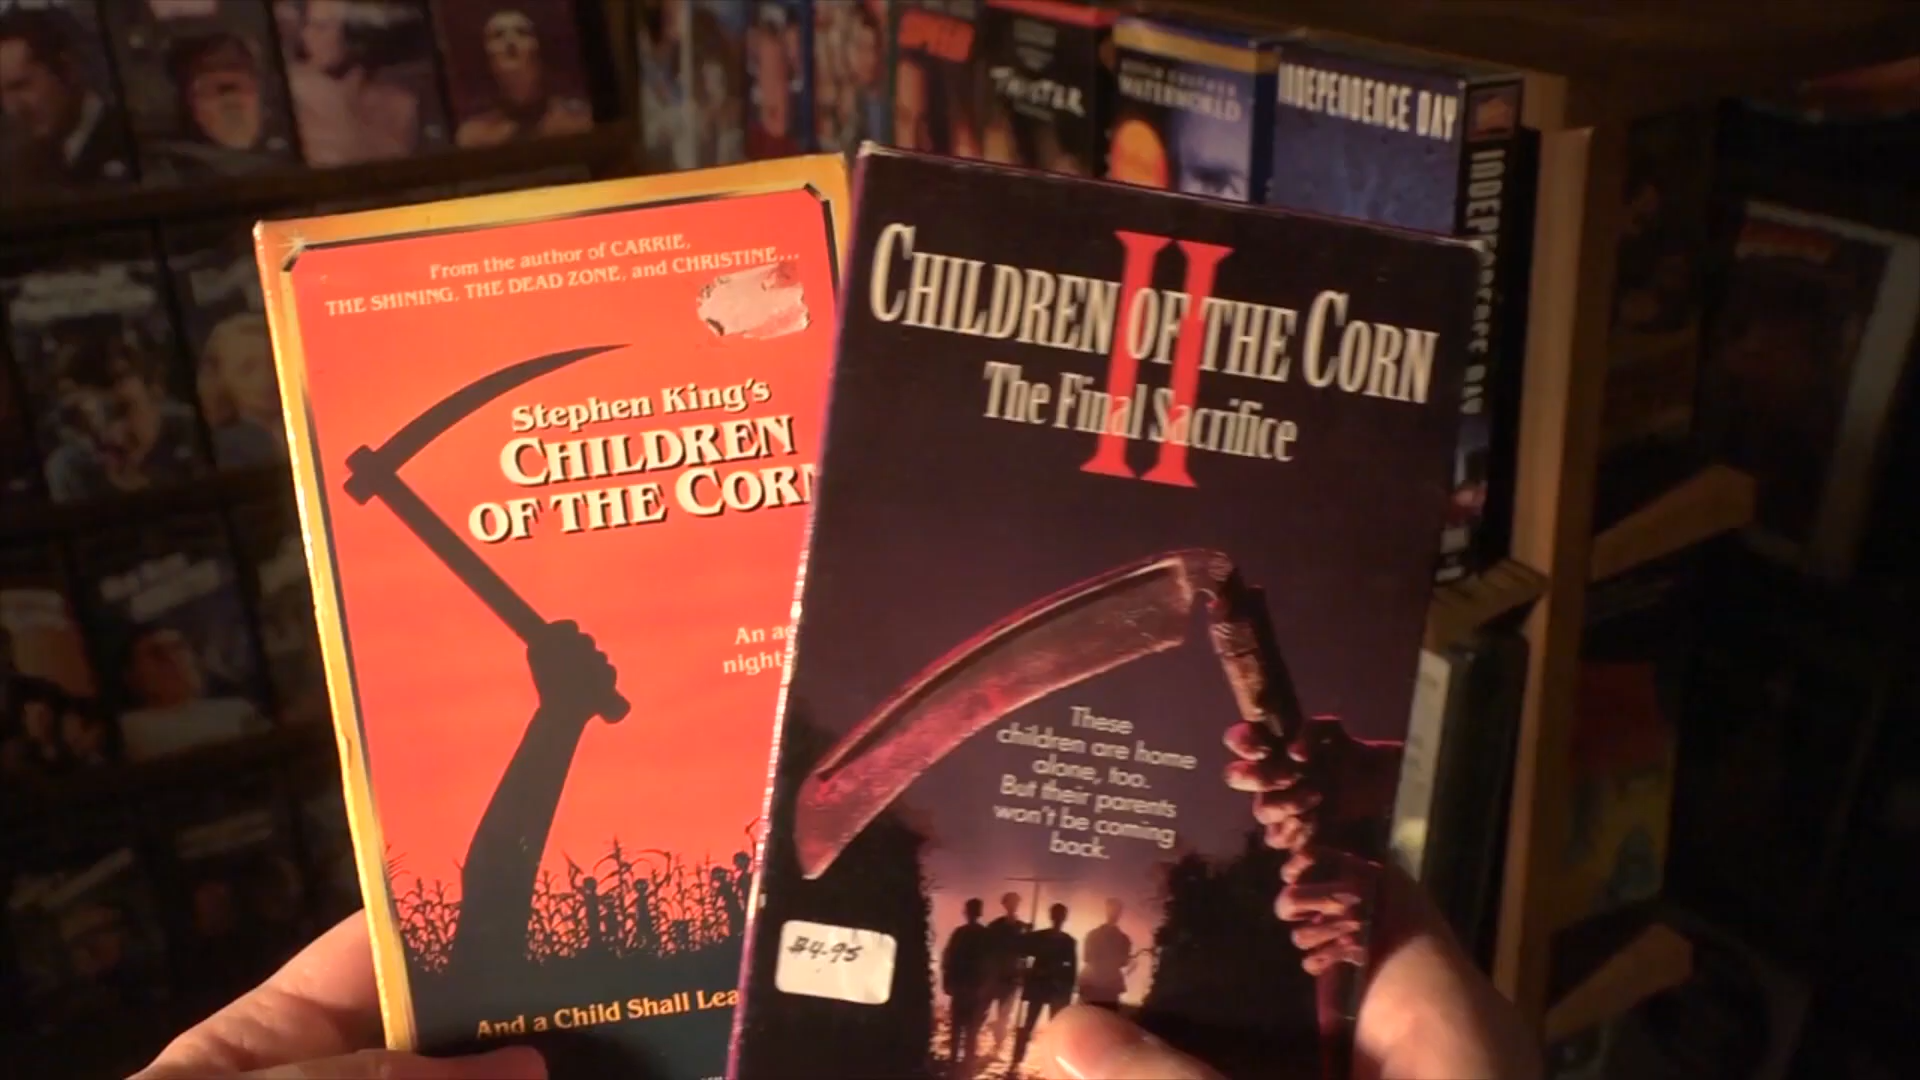 From the author of CARRIE,
THE SHINING, THE DEAD ZONE, and CHRISTINE...
Stephen King's
CHILDREN
OF THE CORN
An
And a Child Shall
II
CHILDREN OF THE CORN
The Final Sacrifice
These
children are home
alone, too.
But their parents
won't be coming
back.
$4.95
SPEED
TWISTER
WATERWORLD
INDEPENDENCE DAY
INDEPENDENCE DAY